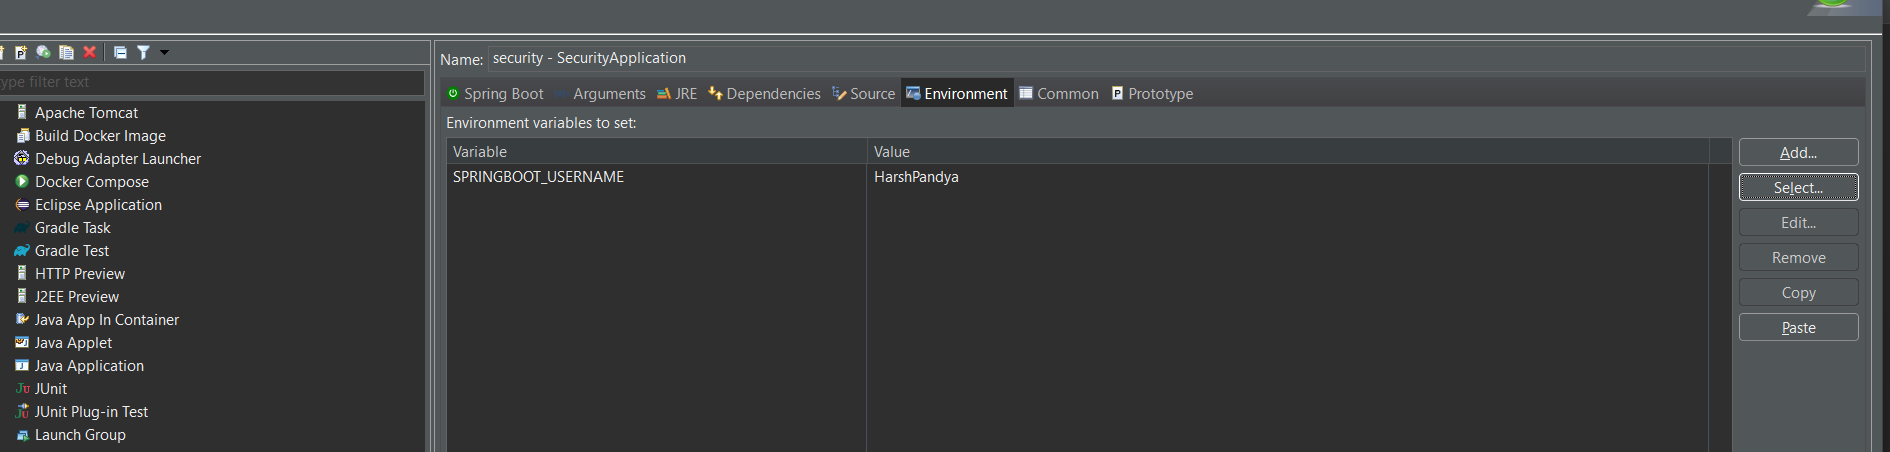 Name: security - SecurityApplication
type filter text
Spring Boot Arguments JRE Dependencies Source Environment Common Prototype
Environment variables to set:
Variable Value
SPRINGBOOT_USERNAME HarshPandya
Add...
Select...
Edit...
Remove
Copy
Paste
Apache Tomcat
Build Docker Image
Debug Adapter Launcher
Docker Compose
Eclipse Application
Gradle Task
Gradle Test
HTTP Preview
J2EE Preview
Java App In Container
Java Applet
Java Application
JUnit
JUnit Plug-in Test
Launch Group